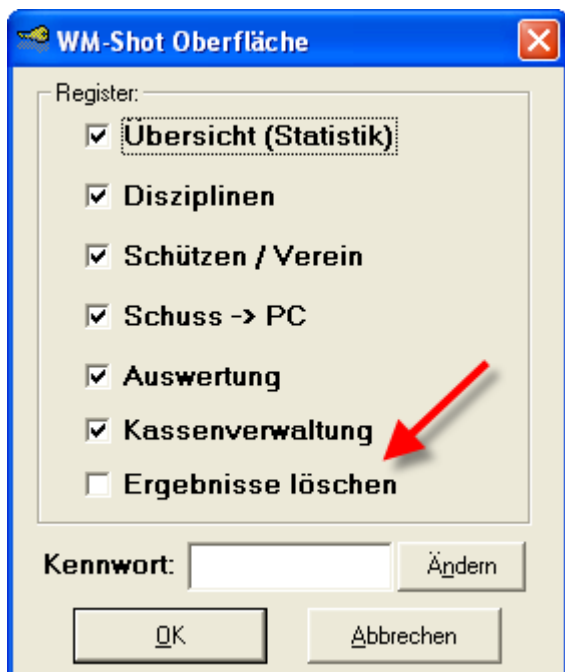 WM-Shot Oberfläche
Register:
Übersicht (Statistik)
Disziplinen
Schützen / Verein
Schuss -> PC
Auswertung
Kassenverwaltung
Ergebnisse löschen
Kennwort: Ändern
OK Abbrechen